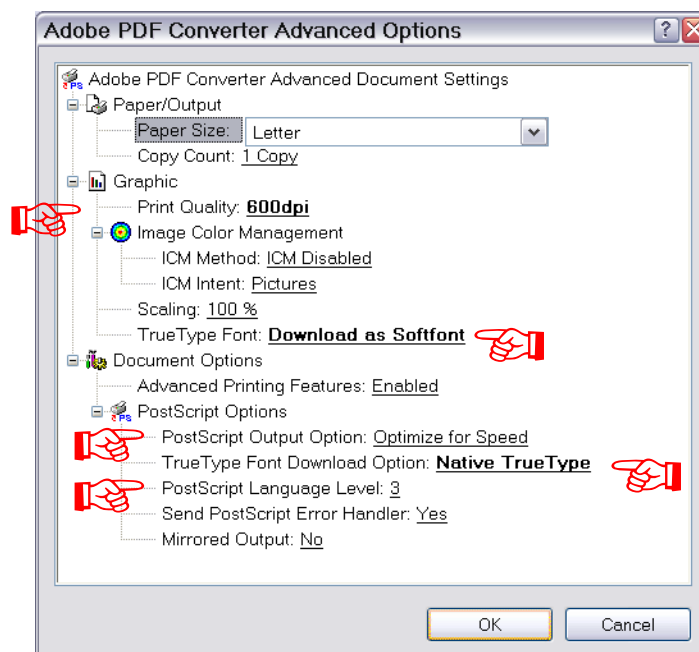 Adobe PDF Converter Advanced Options
Adobe PDF Converter Advanced Document Settings
Paper/Output
Paper Size: Letter
Copy Count: 1 Copy
Graphic
Print Quality: 600dpi
Image Color Management
ICM Method: ICM Disabled
ICM Intent: Pictures
Scaling: 100 %
TrueType Font: Download as Softfont
Document Options
Advanced Printing Features: Enabled
PostScript Options
PostScript Output Option: Optimize for Speed
TrueType Font Download Option: Native TrueType
PostScript Language Level: 3
Send PostScript Error Handler: Yes
Mirrored Output: No
OK Cancel